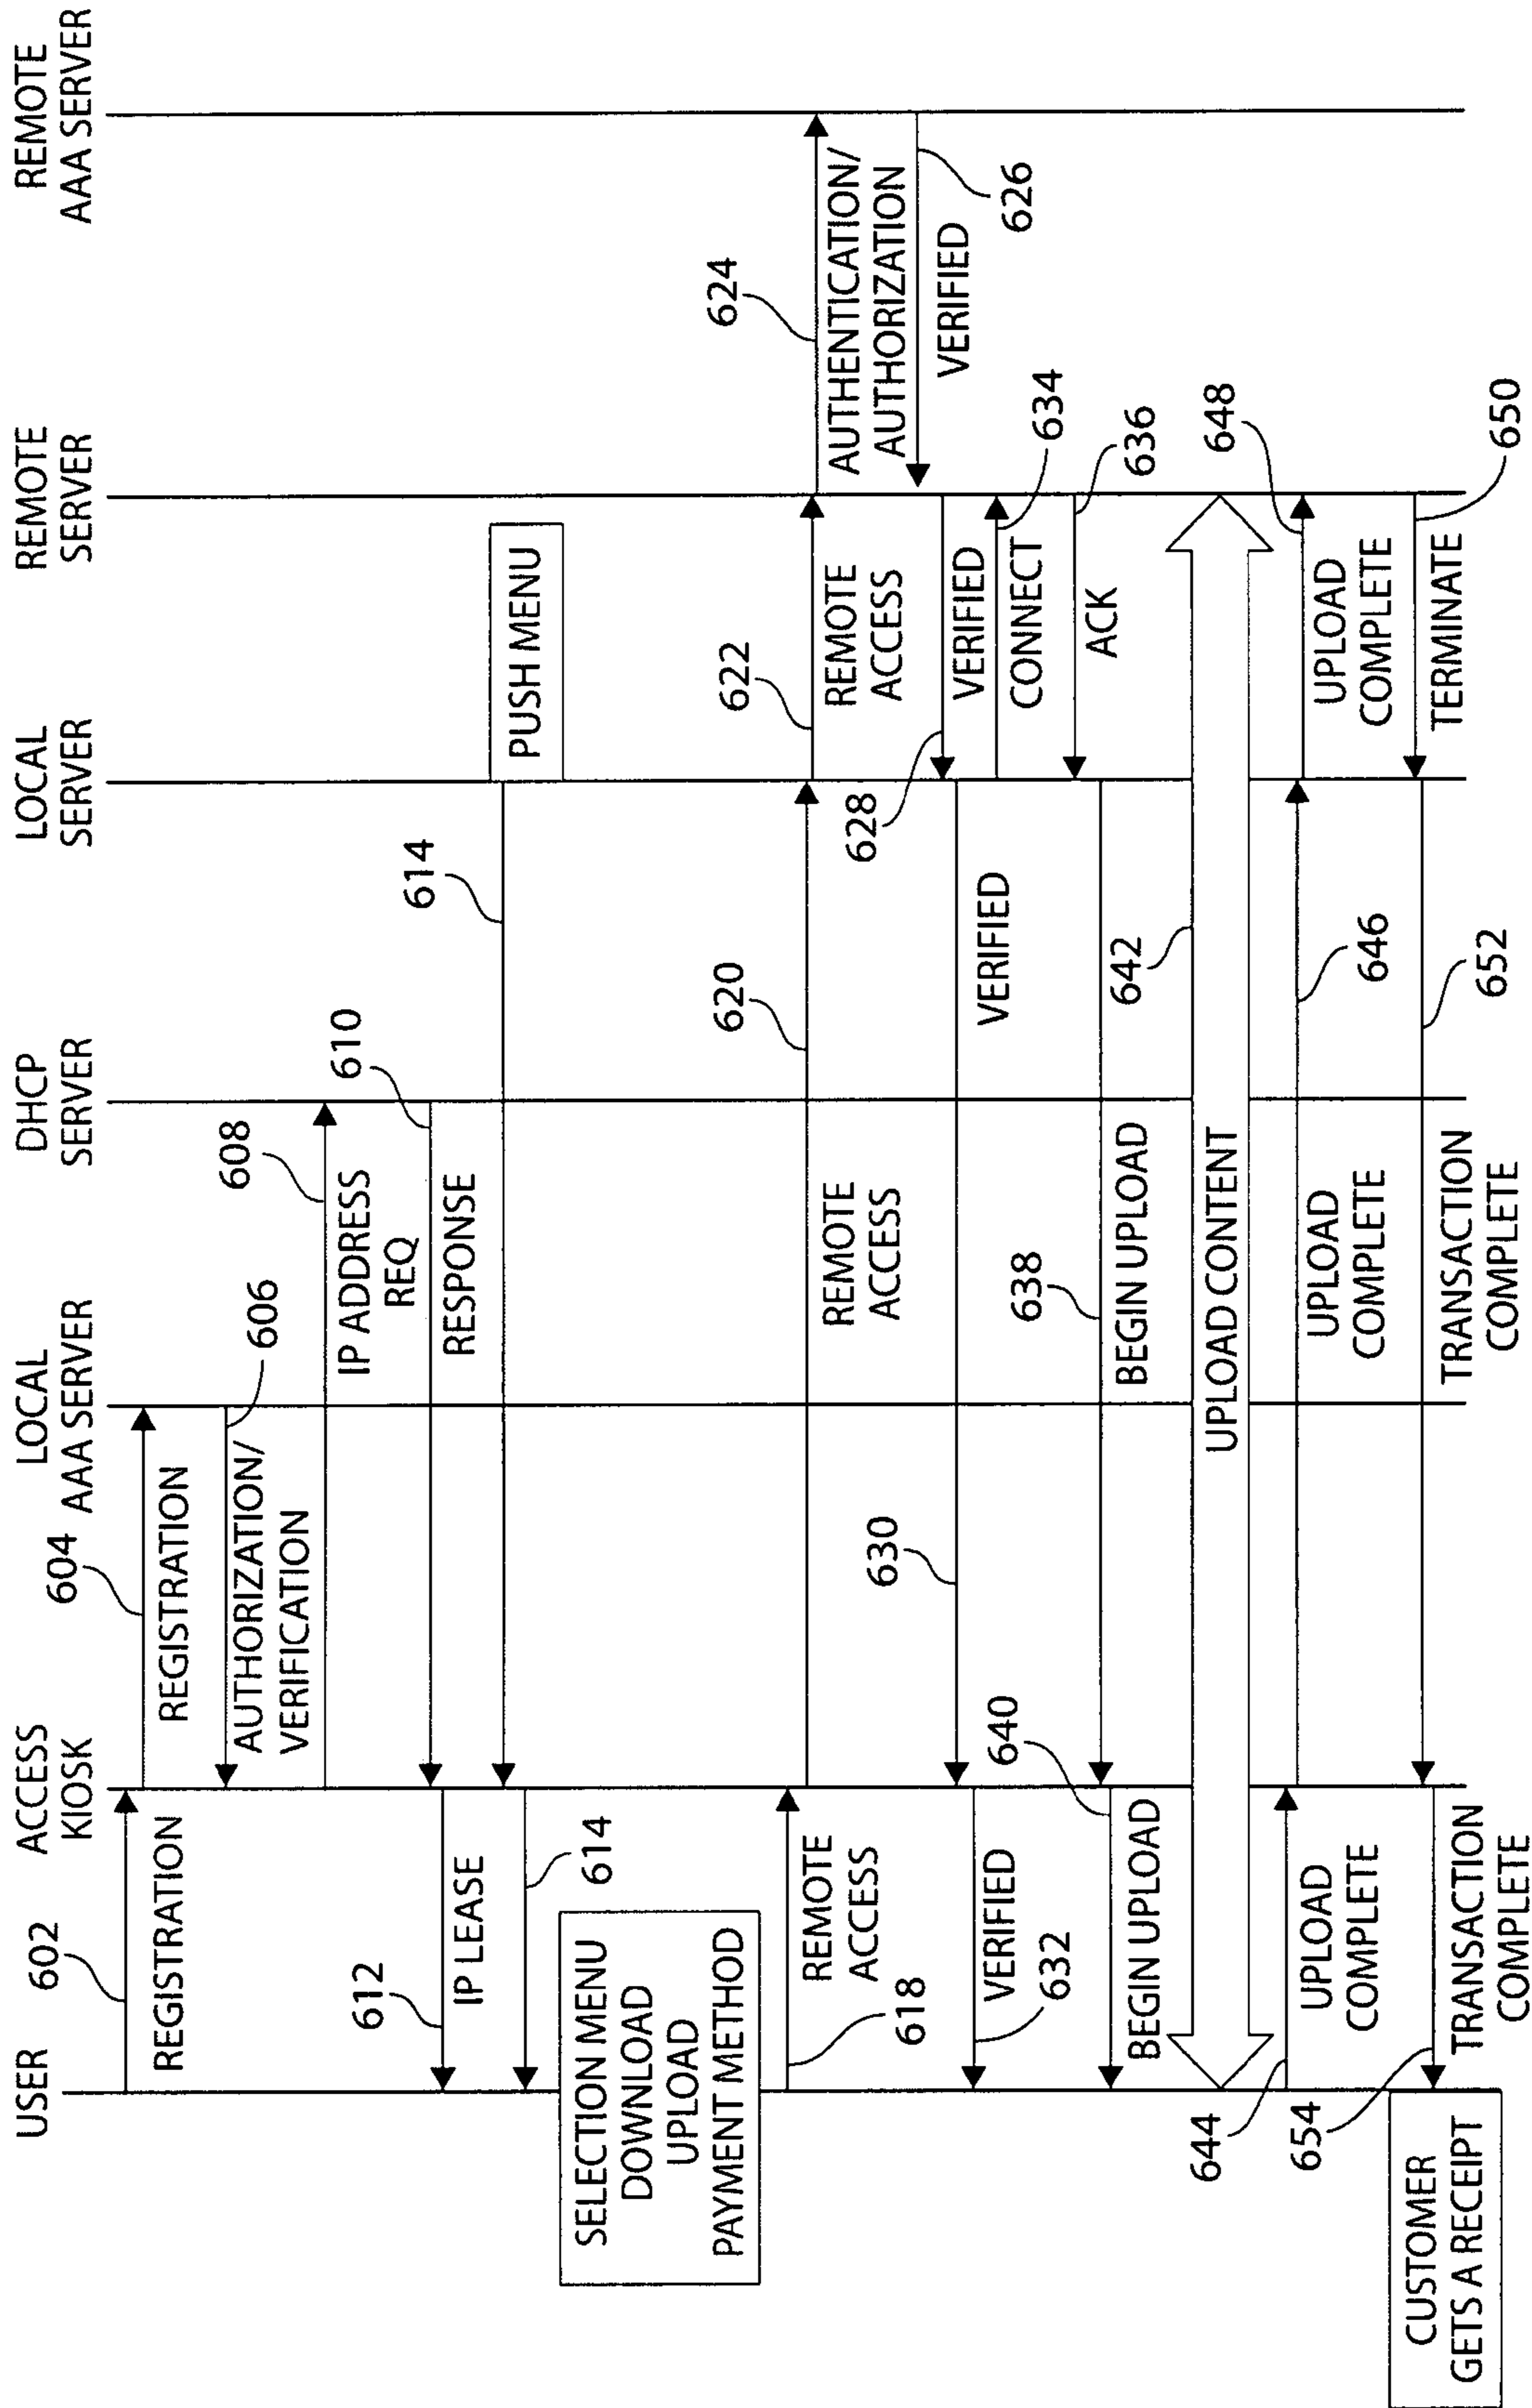 USER
ACCESS
KIOSK
LOCAL
AAA SERVER
DHCP
SERVER
LOCAL
SERVER
REMOTE
SERVER
REMOTE
AAA SERVER
602
REGISTRATION
604
REGISTRATION
606
AUTHORIZATION/
VERIFICATION
608
IP ADDRESS
REQ
610
RESPONSE
612
IP LEASE
614
PUSH MENU
614
SELECTION MENU
DOWNLOAD
UPLOAD
PAYMENT METHOD
618
REMOTE
ACCESS
620
REMOTE
ACCESS
622
REMOTE
ACCESS
624
AUTHENTICATION/
AUTHORIZATION
626
VERIFIED
628
VERIFIED
630
VERIFIED
632
VERIFIED
634
CONNECT
636
ACK
638
BEGIN UPLOAD
640
BEGIN UPLOAD
642
UPLOAD CONTENT
644
UPLOAD
COMPLETE
646
UPLOAD
COMPLETE
648
UPLOAD
COMPLETE
650
TERMINATE
652
TRANSACTION
COMPLETE
654
TRANSACTION
COMPLETE
CUSTOMER
GETS A RECEIPT